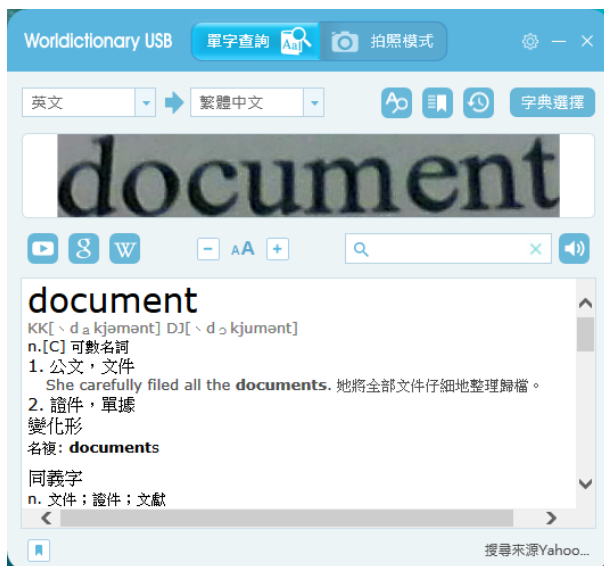 Worldictionary USB 單字查詢 拍照模式
英文 繁體中文 字典選擇
document
AA
document
KK[ˋdɑkjəmənt] DJ[ˋdɔkjumənt]
n.[C] 可數名詞
1. 公文，文件
She carefully filed all the documents. 她將全部文件仔細地整理歸檔。
2. 證件，單據
變化形
名複: documents
同義字
n. 文件；證件；文獻
搜尋來源Yahoo...